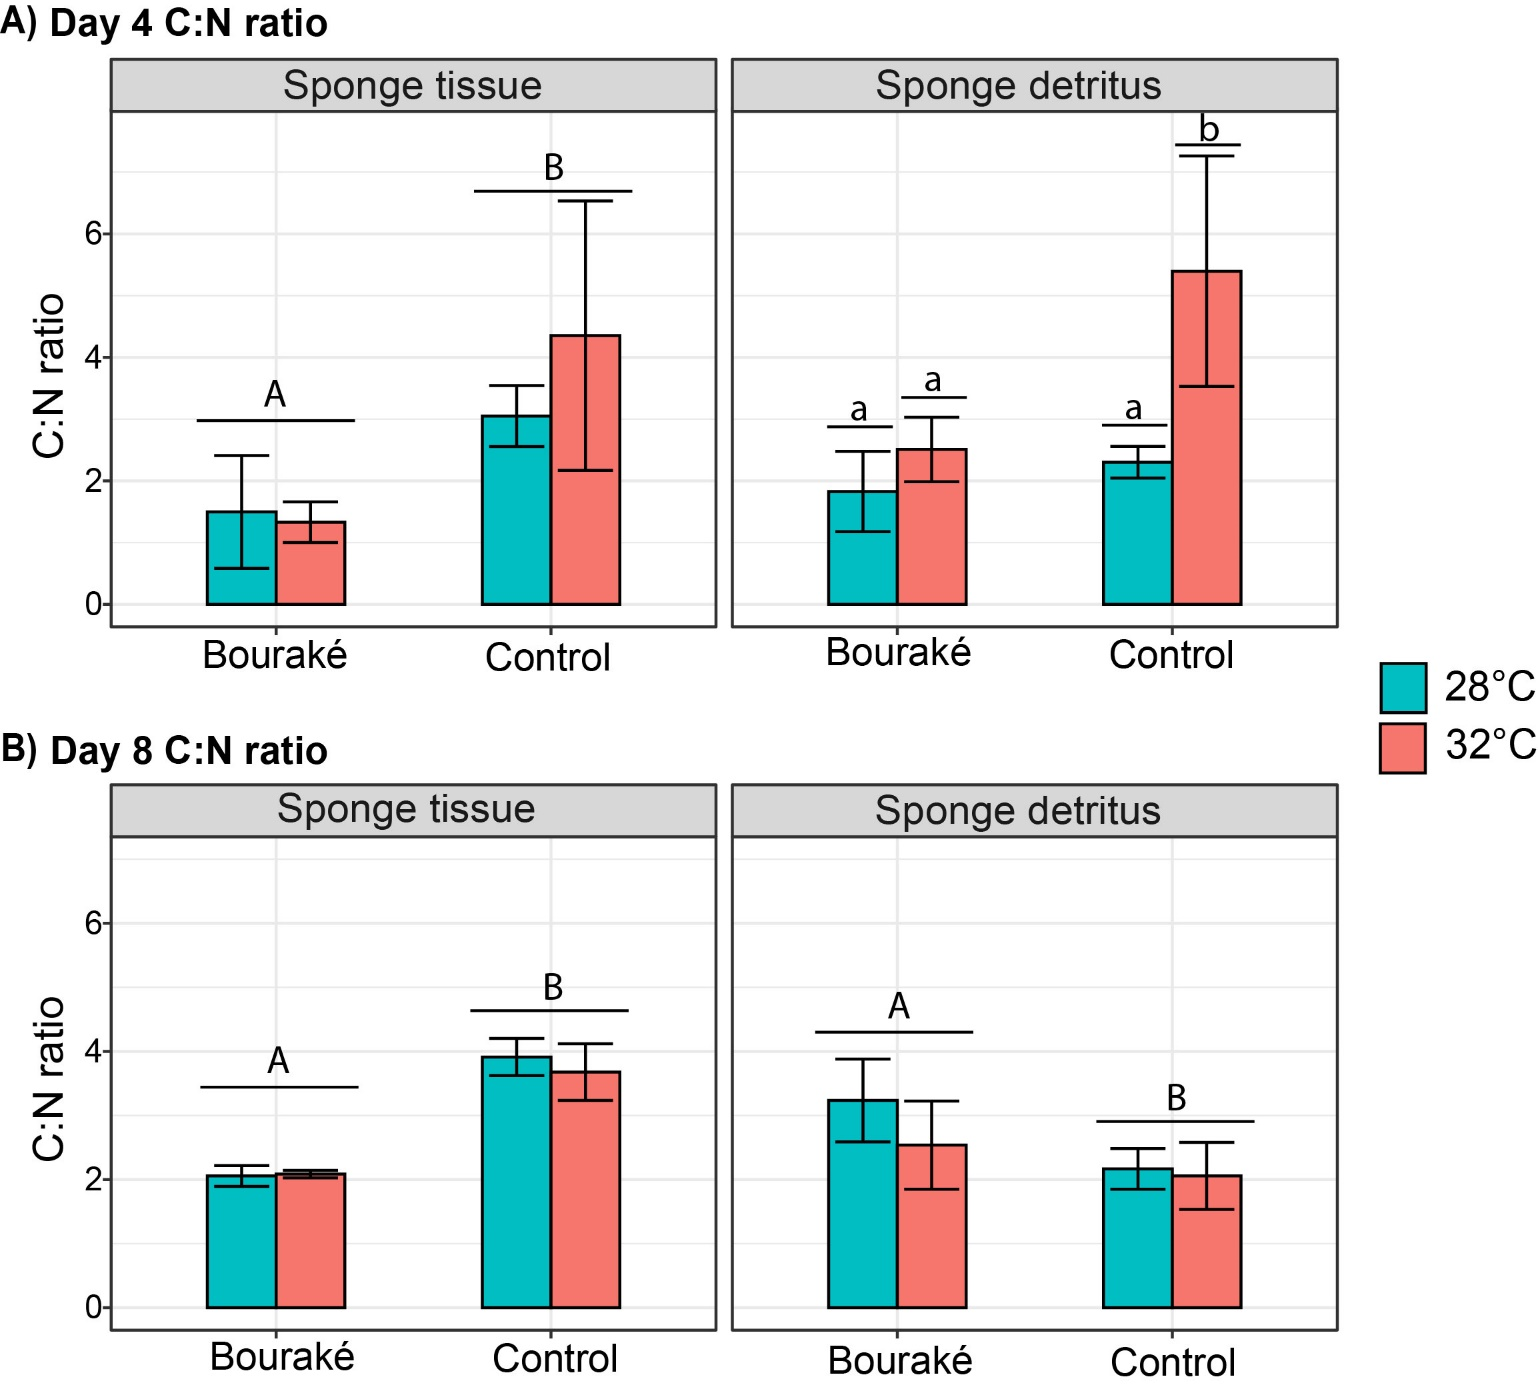 A) Day 4 C:N ratio
Sponge tissue
Sponge detritus
C:N ratio
6
4
2
0
A
B
a
a
a
b
Bouraké
Control
Bouraké
Control
28°C
32°C
B) Day 8 C:N ratio
Sponge tissue
Sponge detritus
C:N ratio
6
4
2
0
A
B
A
B
Bouraké
Control
Bouraké
Control